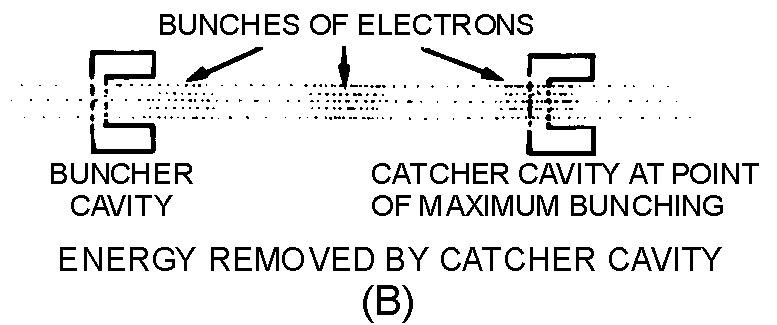 BUNCHES OF ELECTRONS
BUNCHER
CAVITY
CATCHER CAVITY AT POINT
OF MAXIMUM BUNCHING
ENERGY REMOVED BY CATCHER CAVITY
(B)